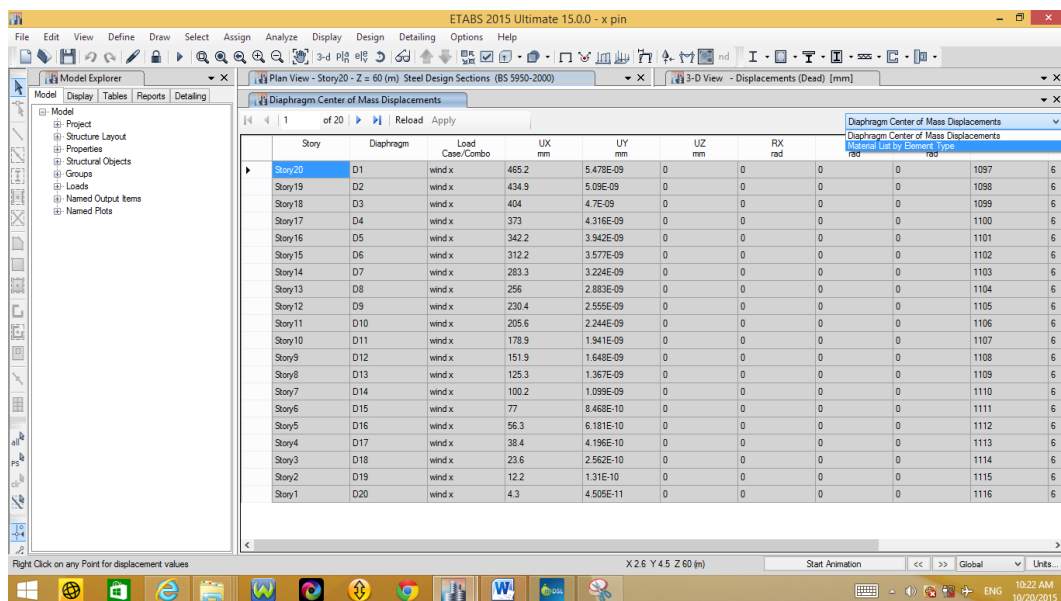 ETABS 2015 Ultimate 15.0.0 - x pin
File Edit View Define Draw Select Assign Analyze Display Design Detailing Options Help
3-d nd
Model Explorer
Plan View - Story20 - Z = 60 (m) Steel Design Sections (BS 5950-2000)
3-D View - Displacements (Dead) [mm]
Model Display Tables Reports Detailing
Diaphragm Center of Mass Displacements
Model
Project
Structure Layout
Properties
Structural Objects
Groups
Loads
Named Output Items
Named Plots
1 of 20 Reload Apply
Diaphragm Center of Mass Displacements
Diaphragm Center of Mass Displacements
Material List by Element Type
Story Diaphragm Load Case/Combo UX UY UZ RX
mm mm mm rad rad rad
Story20 D1 wind x 465.2 5.478E-09 0 0 0 0 1097 6
Story19 D2 wind x 434.9 5.09E-09 0 0 0 0 1098 6
Story18 D3 wind x 404 4.7E-09 0 0 0 0 1099 6
Story17 D4 wind x 373 4.316E-09 0 0 0 0 1100 6
Story16 D5 wind x 342.2 3.942E-09 0 0 0 0 1101 6
Story15 D6 wind x 312.2 3.577E-09 0 0 0 0 1102 6
Story14 D7 wind x 283.3 3.224E-09 0 0 0 0 1103 6
Story13 D8 wind x 256 2.883E-09 0 0 0 0 1104 6
Story12 D9 wind x 230.4 2.555E-09 0 0 0 0 1105 6
Story11 D10 wind x 205.6 2.244E-09 0 0 0 0 1106 6
Story10 D11 wind x 178.9 1.941E-09 0 0 0 0 1107 6
Story9 D12 wind x 151.9 1.648E-09 0 0 0 0 1108 6
Story8 D13 wind x 125.3 1.367E-09 0 0 0 0 1109 6
Story7 D14 wind x 100.2 1.099E-09 0 0 0 0 1110 6
Story6 D15 wind x 77 8.468E-10 0 0 0 0 1111 6
Story5 D16 wind x 56.3 6.181E-10 0 0 0 0 1112 6
Story4 D17 wind x 38.4 4.196E-10 0 0 0 0 1113 6
Story3 D18 wind x 23.6 2.562E-10 0 0 0 0 1114 6
Story2 D19 wind x 12.2 1.31E-10 0 0 0 0 1115 6
Story1 D20 wind x 4.3 4.505E-11 0 0 0 0 1116 6
all
PS
clr
Right Click on any Point for displacement values
X 2.6 Y 4.5 Z 60 (m)
Start Animation << >> Global Units...
DSL
ENG
10:22 AM
10/20/2015